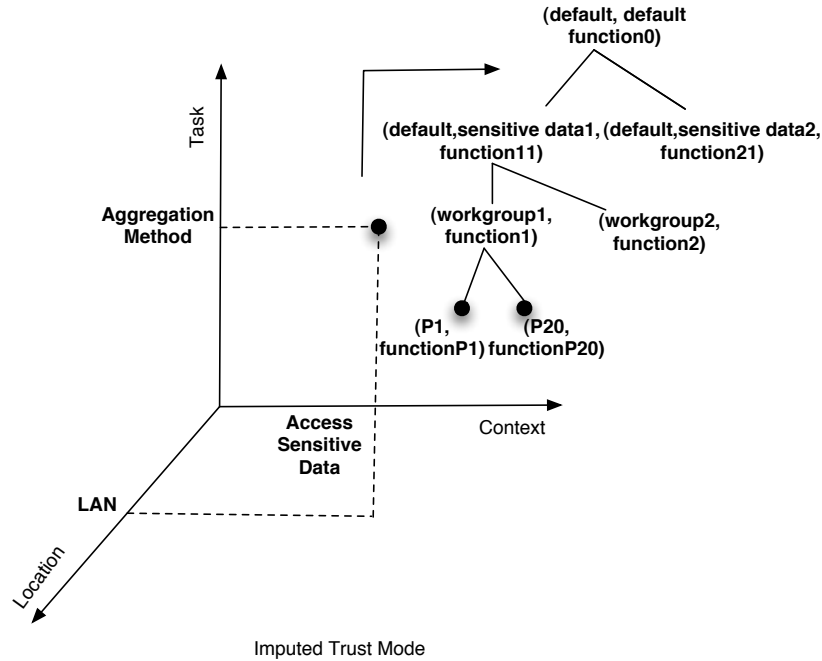 (default, default
function0)
Task
(default,sensitive data1,
function11)
(default,sensitive data2,
function21)
Aggregation
Method
(workgroup1,
function1)
(workgroup2,
function2)
(P1,
functionP1)
(P20,
functionP20)
Access
Sensitive
Data
Context
LAN
Location
Imputed Trust Mode